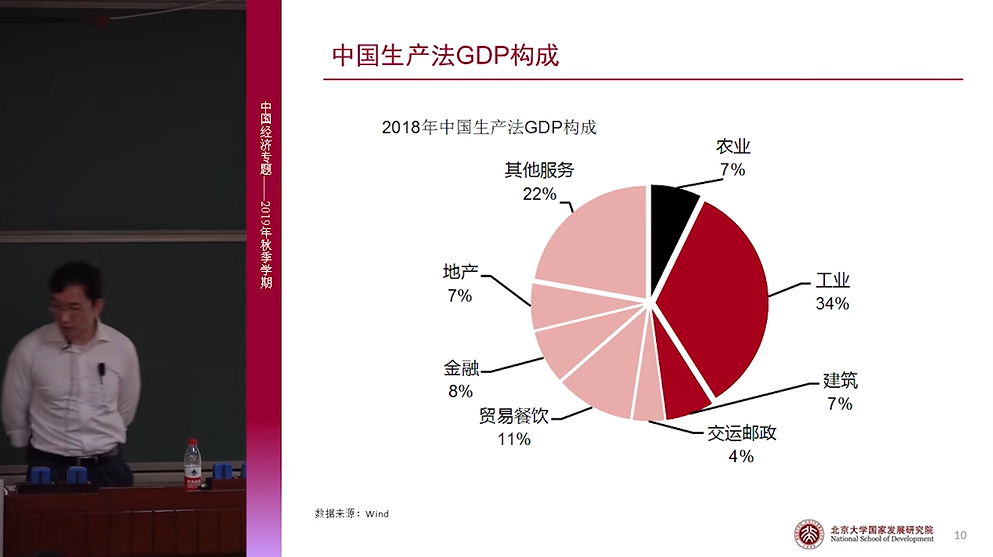 中国生产法GDP构成
中国经济专题——2019年秋季学期
2018年中国生产法GDP构成
农业
7%
其他服务
22%
地产
7%
工业
34%
金融
8%
建筑
7%
贸易餐饮
11%
交运邮政
4%
数据来源：Wind
北京大学国家发展研究院
National School of Development
10